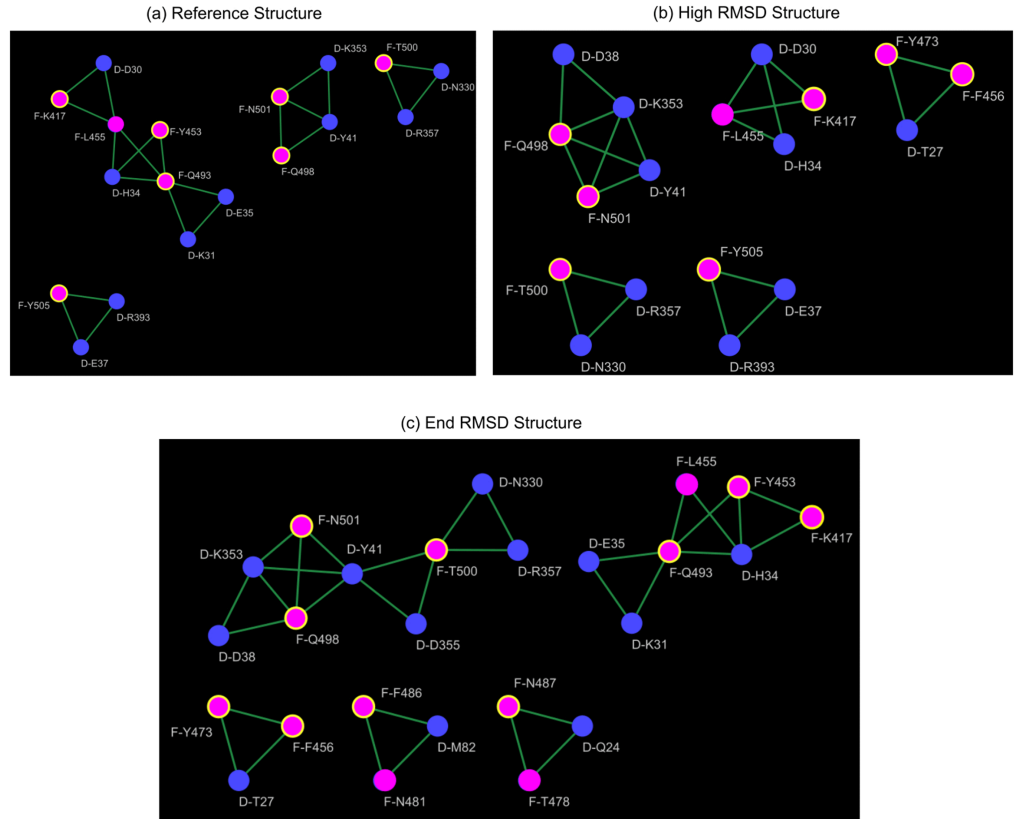 (a) Reference Structure
D-D30
F-K417
F-L455
F-Y453
F-Q493
D-H34
D-E35
D-K31
D-K353
F-N501
D-Y41
F-Q498
F-T500
D-N330
D-R357
F-Y505
D-R393
D-E37
(b) High RMSD Structure
D-D38
D-K353
F-Q498
D-Y41
F-N501
D-D30
F-K417
F-L455
D-H34
F-Y473
F-F456
D-T27
F-T500
D-R357
D-N330
F-Y505
D-E37
D-R393
(c) End RMSD Structure
D-N330
F-N501
D-K353
D-Y41
F-T500
D-R357
F-Q498
D-D38
D-D355
F-L455
F-Y453
F-K417
D-E35
F-Q493
D-H34
D-K31
F-Y473
F-F456
D-T27
F-F486
D-M82
F-N481
F-N487
D-Q24
F-T478